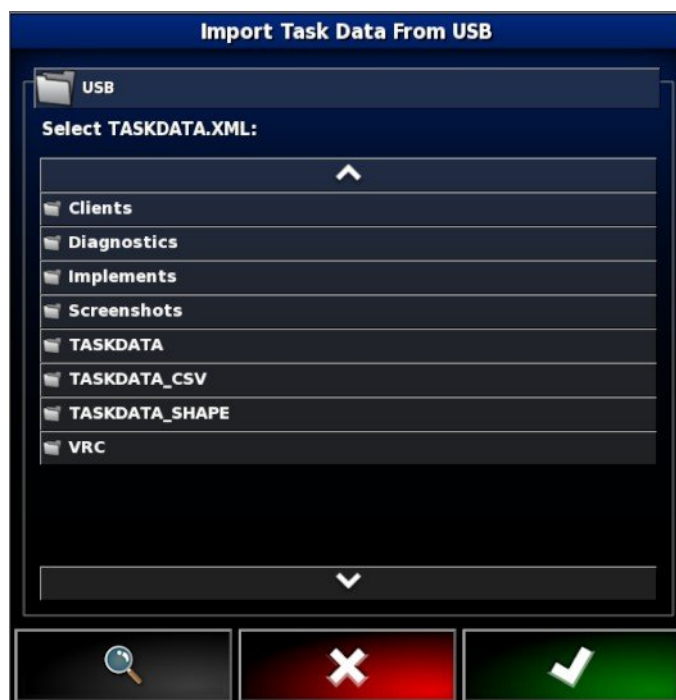 Import Task Data From USB
USB
Select TASKDATA.XML:
Clients
Diagnostics
Implements
Screenshots
TASKDATA
TASKDATA_CSV
TASKDATA_SHAPE
VRC